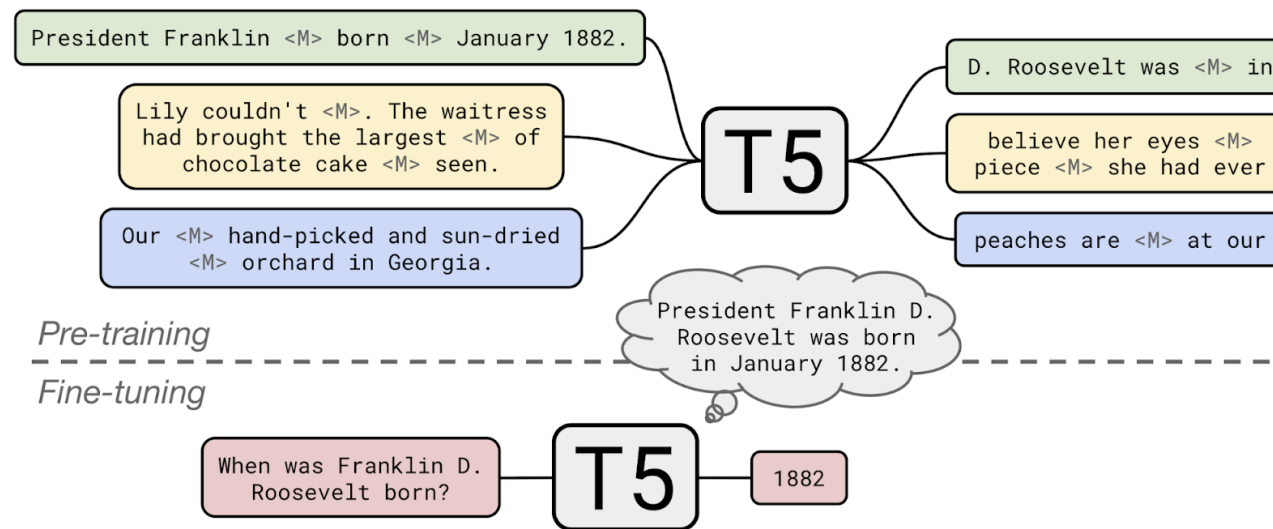 President Franklin <M> born <M> January 1882.
D. Roosevelt was <M> in
Lily couldn't <M>. The waitress
had brought the largest <M> of
chocolate cake <M> seen.
T5
believe her eyes <M>
piece <M> she had ever
Our <M> hand-picked and sun-dried
<M> orchard in Georgia.
peaches are <M> at our
Pre-training
President Franklin D.
Roosevelt was born
in January 1882.
Fine-tuning
When was Franklin D.
Roosevelt born?
T5
1882